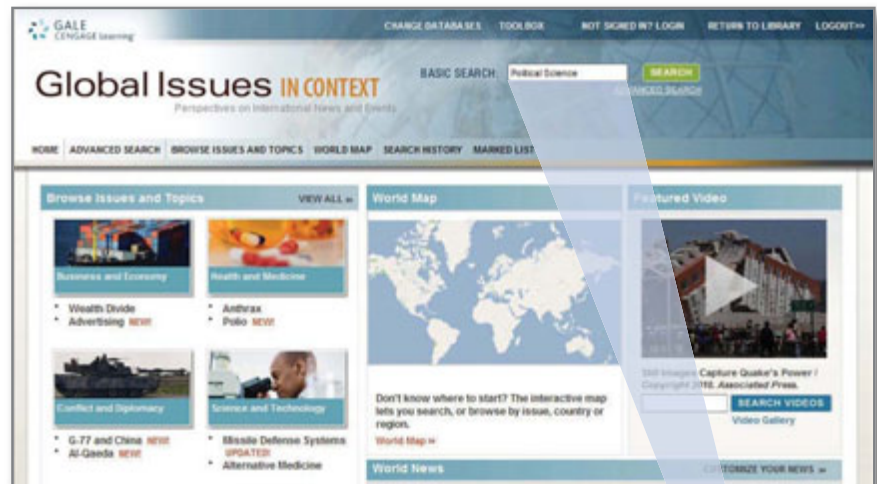 GALE
CENGAGE Learning
CHANGE DATABASES TOOLBOX NOT SIGNED IN? LOGIN RETURN TO LIBRARY LOGOUT>>
Global Issues IN CONTEXT
Perspectives on International News and Events
BASIC SEARCH: Political Science SEARCH
ADVANCED SEARCH
HOME ADVANCED SEARCH BROWSE ISSUES AND TOPICS WORLD MAP SEARCH HISTORY MARKED LIST
Browse Issues and Topics VIEW ALL »
Business and Economy
Health and Medicine
• Wealth Divide
• Advertising NEW!
• Anthrax
• Polio NEW!
Conflict and Diplomacy
Science and Technology
• G-77 and China NEW!
• Al-Qaeda NEW!
• Missile Defense Systems
UPDATED!
• Alternative Medicine
World Map
Don't know where to start? The interactive map
lets you search, or browse by issue, country or
region.
World Map »
World News CUSTOMIZE YOUR NEWS »
Featured Video
Still Images Capture Quake's Power /
Copyright 2010. Associated Press.
SEARCH VIDEOS
Video Gallery